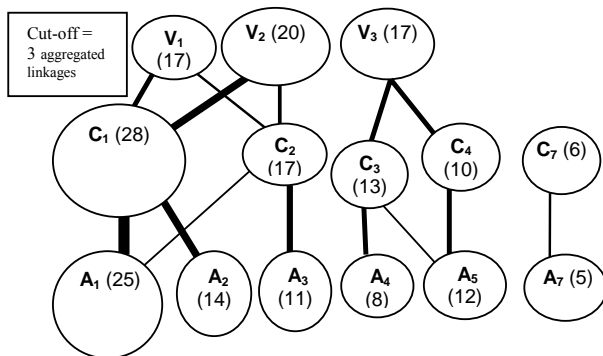 Cut-off =
3 aggregated
linkages
V1
(17)
V2 (20)
V3 (17)
C1 (28)
C2
(17)
C3
(13)
C4
(10)
C7 (6)
A1 (25)
A2
(14)
A3
(11)
A4
(8)
A5
(12)
A7 (5)